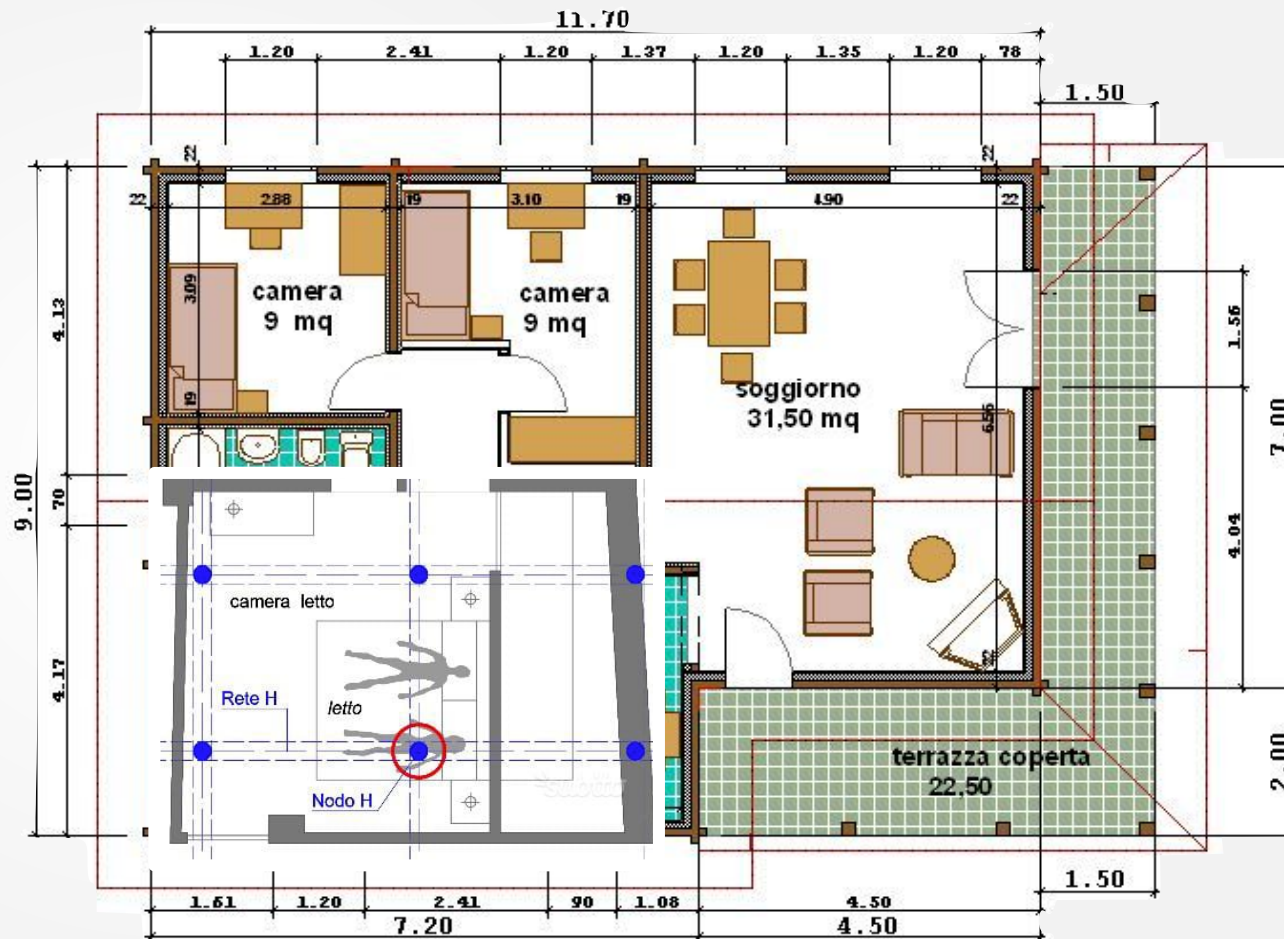 11.70
1.20 2.41 1.20 1.37 1.20 1.35 1.20 78
1.50
22 22
22 2.88 19 3.10 19 4.90 22
camera
9 mq
camera
9 mq
3.09
4.13
1.56
soggiorno
31,50 mq
19
6.56
7.00
9.00
70
4.04
camera letto
4.17
22
Rete H
letto
terrazza coperta
22,50
2.00
Nodo H
subito
1.50
1.61 1.20 2.41 90 1.08 4.50
7.20 4.50